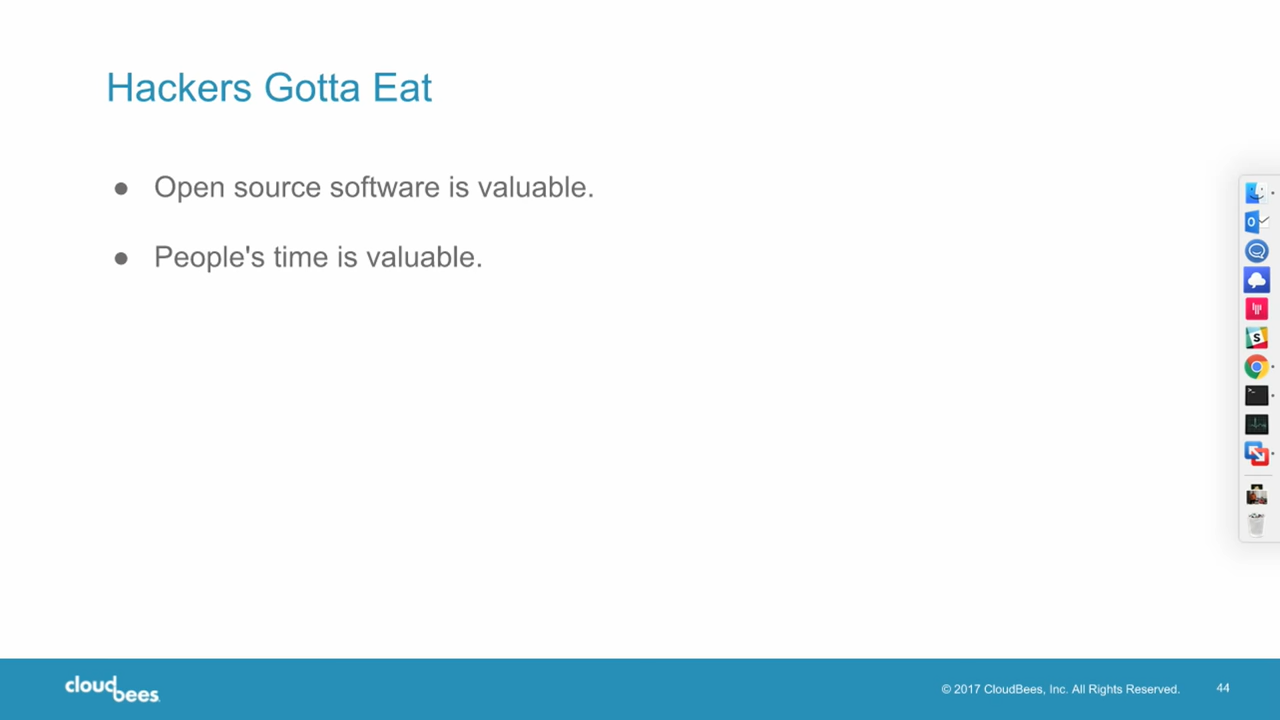 Hackers Gotta Eat
● Open source software is valuable.
● People's time is valuable.
cloudbees
© 2017 CloudBees, Inc. All Rights Reserved.
44